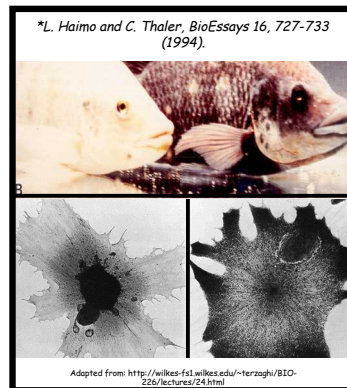 *L. Haimo and C. Thaler, BioEssays 16, 727-733
(1994).
B
Adapted from: http://wilkes-fs1.wilkes.edu/~terzaghi/BIO-
226/lectures/24.html